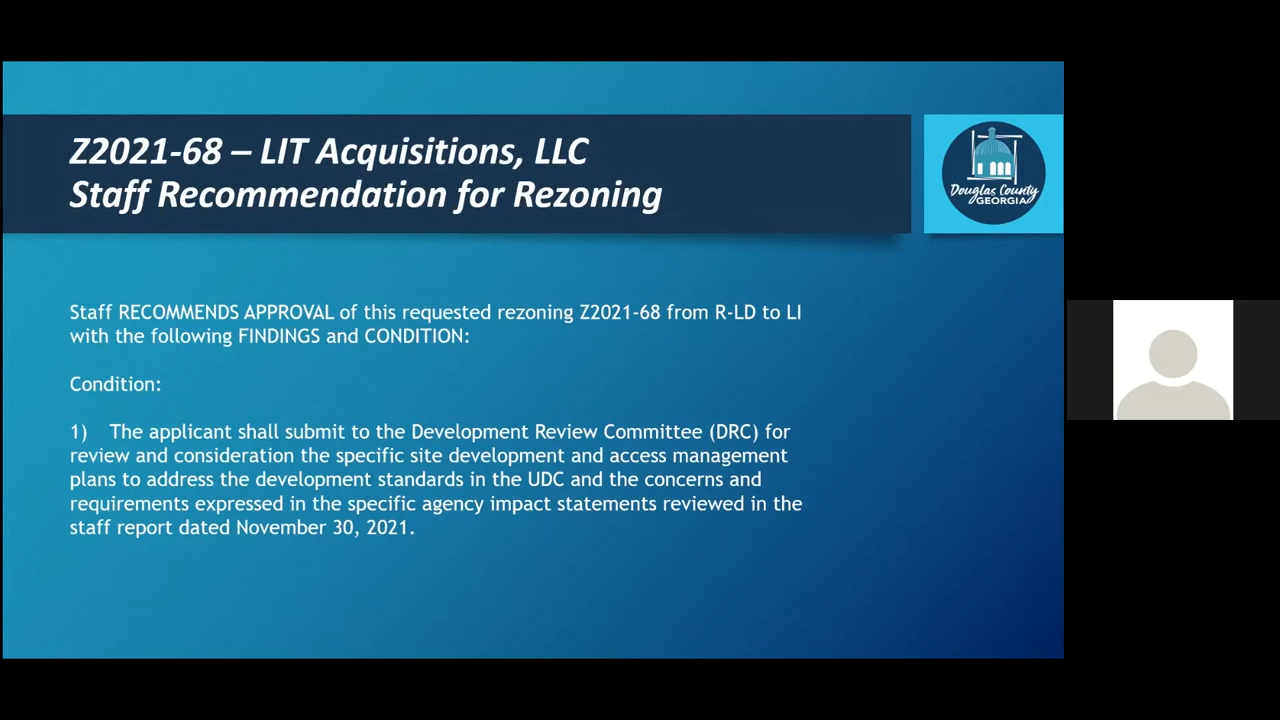 Z2021-68 – LIT Acquisitions, LLC
Staff Recommendation for Rezoning
Douglas County
GEORGIA
Staff RECOMMENDS APPROVAL of this requested rezoning Z2021-68 from R-LD to LI
with the following FINDINGS and CONDITION:
Condition:
1) The applicant shall submit to the Development Review Committee (DRC) for
review and consideration the specific site development and access management
plans to address the development standards in the UDC and the concerns and
requirements expressed in the specific agency impact statements reviewed in the
staff report dated November 30, 2021.